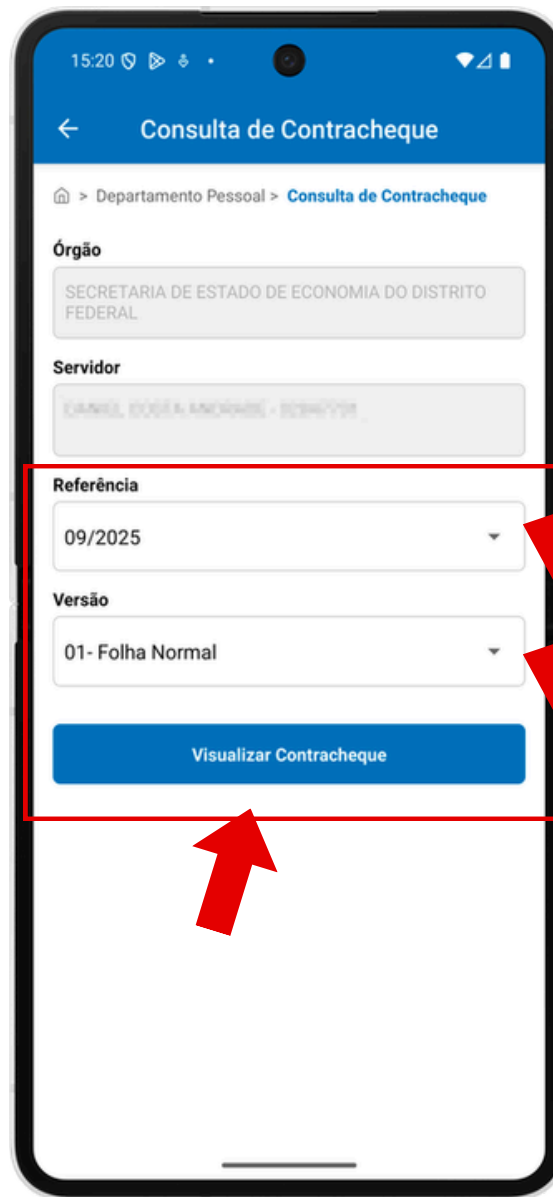 15:20
Consulta de Contracheque
> Departamento Pessoal > Consulta de Contracheque
Órgão
SECRETARIA DE ESTADO DE ECONOMIA DO DISTRITO
FEDERAL
Servidor
Referência
09/2025
Versão
01- Folha Normal
Visualizar Contracheque